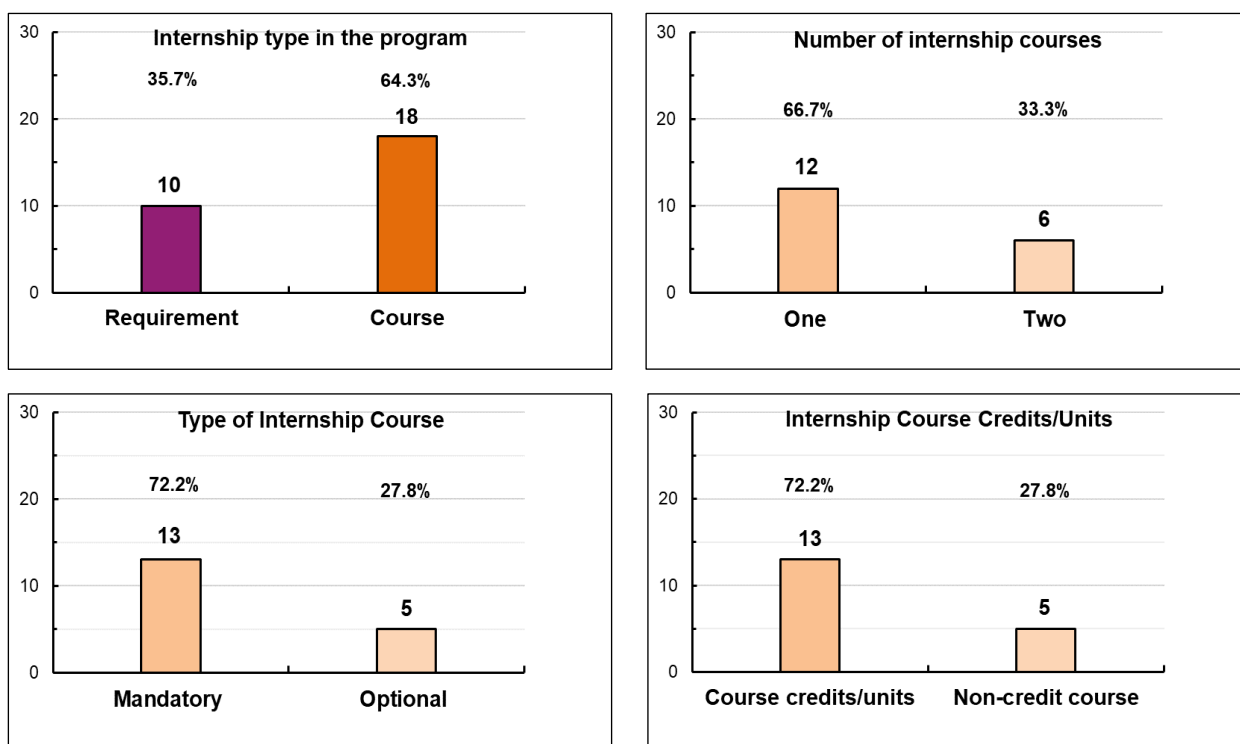 Internship type in the program
30
20
10
0
35.7%
64.3%
10
18
Requirement
Course
Number of internship courses
30
20
10
0
66.7%
33.3%
12
6
One
Two
Type of Internship Course
30
20
10
0
72.2%
27.8%
13
5
Mandatory
Optional
Internship Course Credits/Units
30
20
10
0
72.2%
27.8%
13
5
Course credits/units
Non-credit course